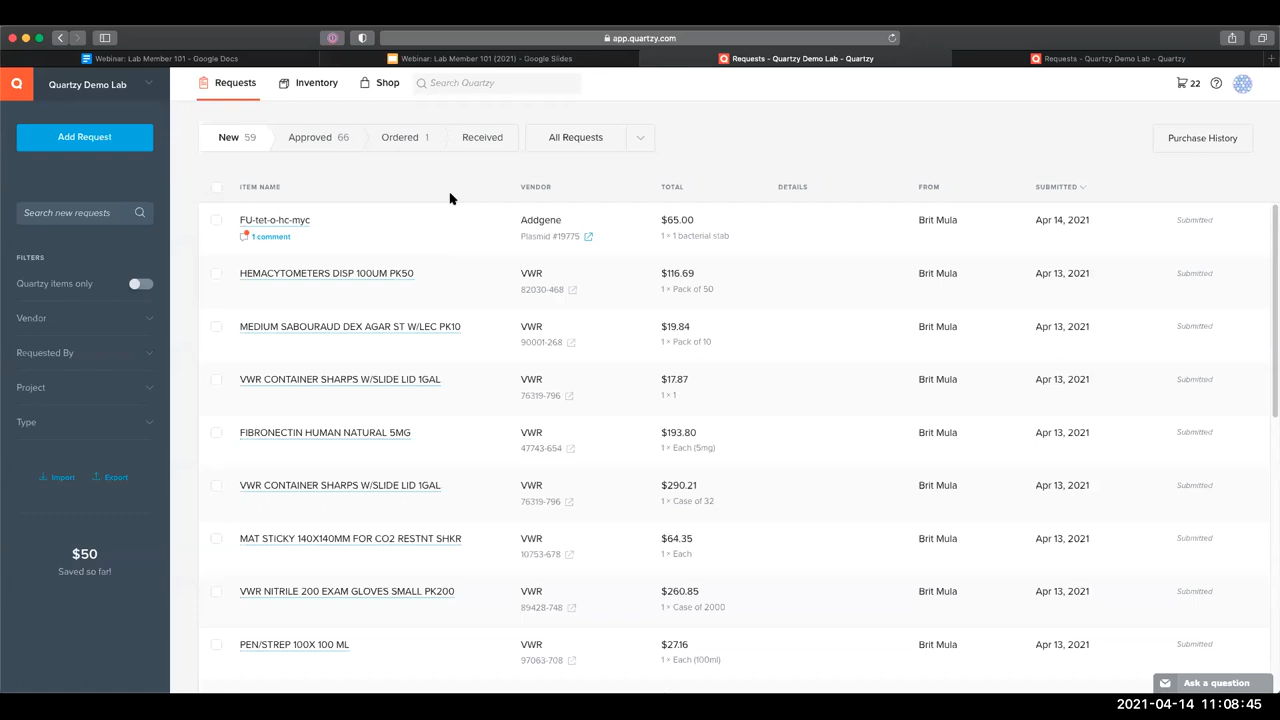 app.quartzy.com
Webinar: Lab Member 101 - Google Docs
Webinar: Lab Member 101 (2021) - Google Slides
Requests - Quartzy Demo Lab - Quartzy
Requests - Quartzy Demo Lab - Quartzy
Q
Quartzy Demo Lab
Requests
Inventory
Shop
Search Quartzy
22
Add Request
New 59
Approved 66
Ordered 1
Received
All Requests
Purchase History
Search new requests
FILTERS
Quartzy items only
Vendor
Requested By
Project
Type
Import
Export
$50
Saved so far!
ITEM NAME VENDOR TOTAL DETAILS FROM SUBMITTED
FU-tet-o-hc-myc Addgene $65.00 Brit Mula Apr 14, 2021 Submitted
1 comment Plasmid #19775 1 × 1 bacterial stab
HEMACYTOMETERS DISP 100UM PK50 VWR $116.69 Brit Mula Apr 13, 2021 Submitted
82030-468 1 × Pack of 50
MEDIUM SABOURAUD DEX AGAR ST W/LEC PK10 VWR $19.84 Brit Mula Apr 13, 2021 Submitted
90001-268 1 × Pack of 10
VWR CONTAINER SHARPS W/SLIDE LID 1GAL VWR $17.87 Brit Mula Apr 13, 2021 Submitted
76319-796 1 × 1
FIBRONECTIN HUMAN NATURAL 5MG VWR $193.80 Brit Mula Apr 13, 2021 Submitted
47743-654 1 × Each (5mg)
VWR CONTAINER SHARPS W/SLIDE LID 1GAL VWR $290.21 Brit Mula Apr 13, 2021 Submitted
76319-796 1 × Case of 32
MAT STICKY 140X140MM FOR CO2 RESTNT SHKR VWR $64.35 Brit Mula Apr 13, 2021 Submitted
10753-678 1 × Each
VWR NITRILE 200 EXAM GLOVES SMALL PK200 VWR $260.85 Brit Mula Apr 13, 2021 Submitted
89428-748 1 × Case of 2000
PEN/STREP 100X 100 ML VWR $27.16 Brit Mula Apr 13, 2021 Submitted
97063-708 1 × Each (100ml)
Ask a question
2021-04-14 11:08:45